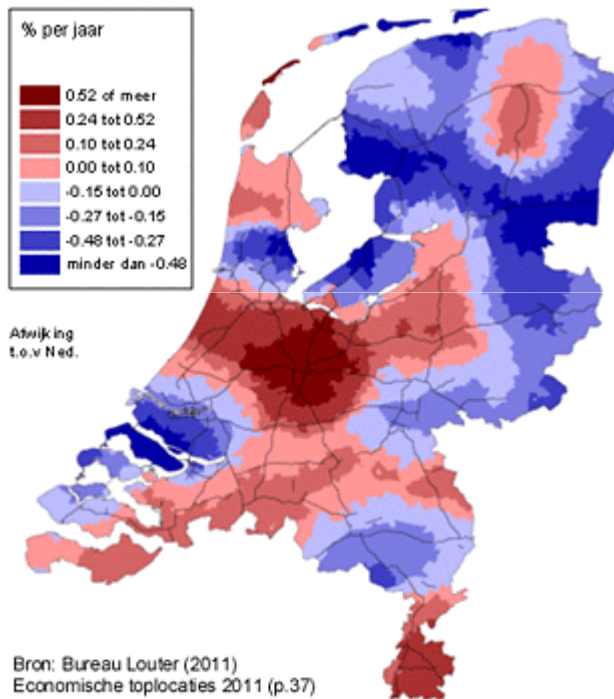 % per jaar
0.52 of meer
0.24 tot 0.52
0.10 tot 0.24
0.00 tot 0.10
-0.15 tot 0.00
-0.27 tot -0.15
-0.48 tot -0.27
minder dan -0.48
Afwijking
t.o.v Ned.
Bron: Bureau Louter (2011)
Economische toplocaties 2011 (p.37)